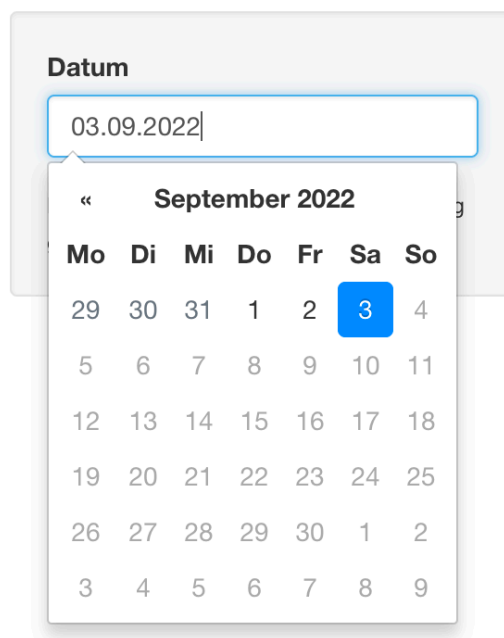 Datum
03.09.2022
« September 2022
g
Mo Di Mi Do Fr Sa So
29 30 31 1 2 3 4
5 6 7 8 9 10 11
12 13 14 15 16 17 18
19 20 21 22 23 24 25
26 27 28 29 30 1 2
3 4 5 6 7 8 9